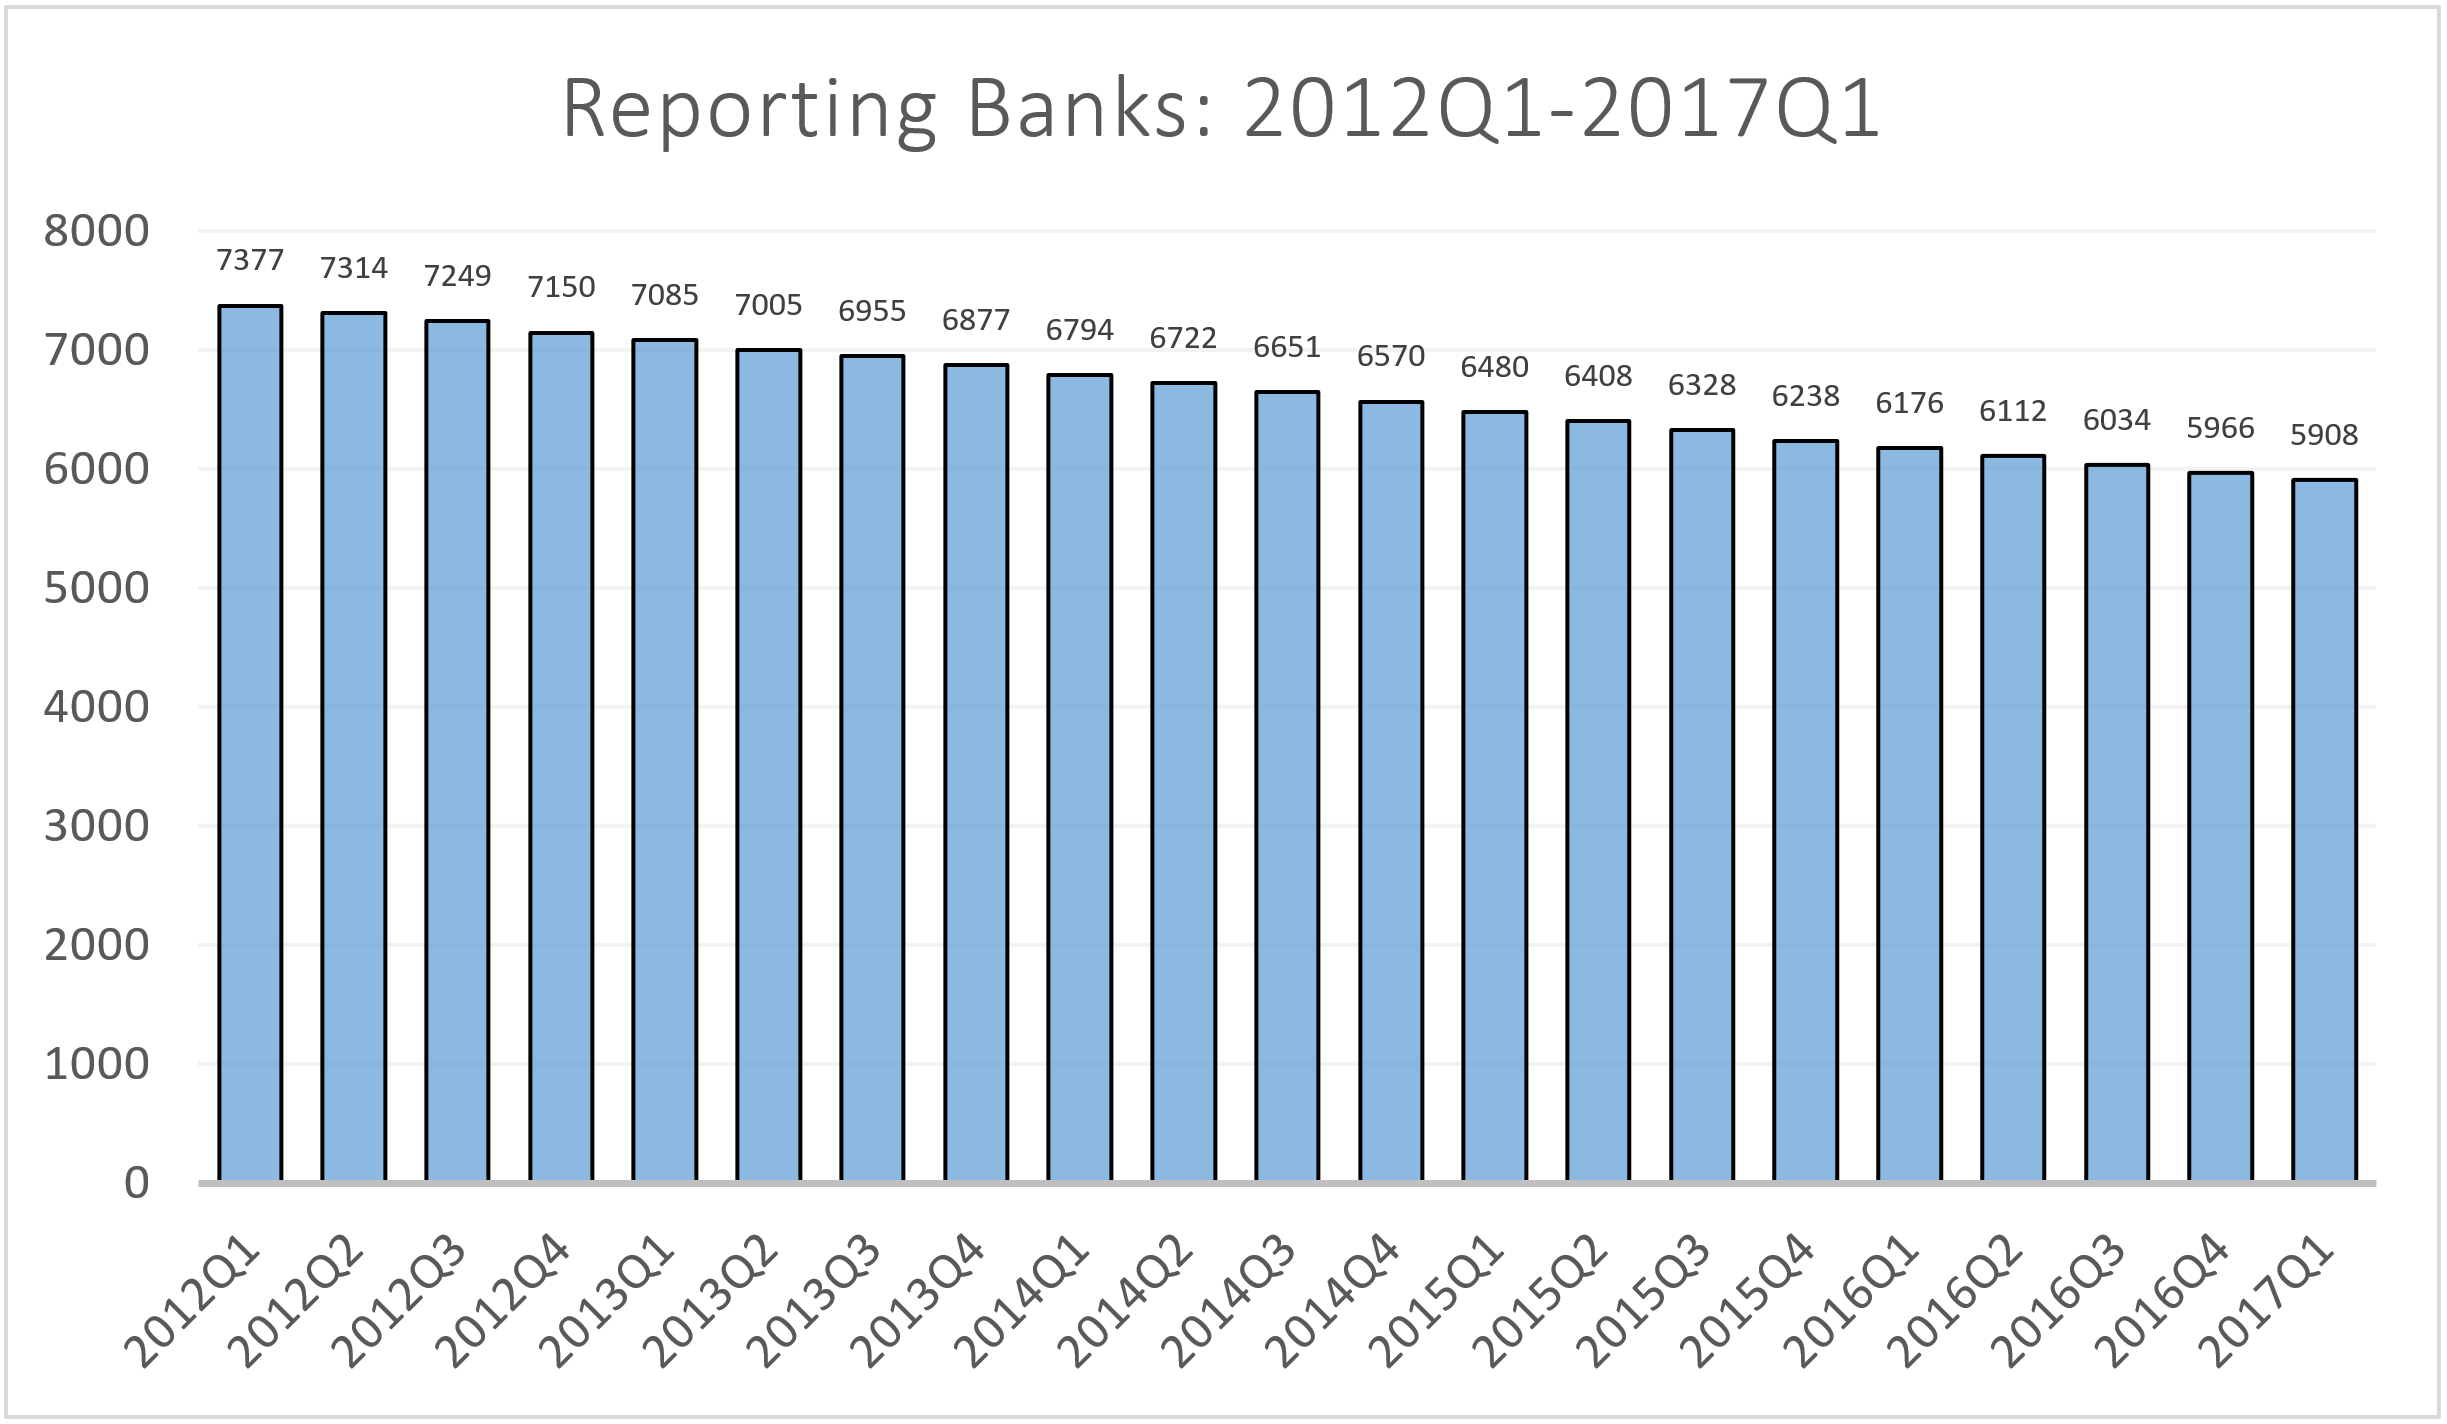 Reporting Banks: 2012Q1-2017Q1
8000
7000
6000
5000
4000
3000
2000
1000
0
7377
7314
7249
7150
7085
7005
6955
6877
6794
6722
6651
6570
6480
6408
6328
6238
6176
6112
6034
5966
5908
2012Q1
2012Q2
2012Q3
2012Q4
2013Q1
2013Q2
2013Q3
2013Q4
2014Q1
2014Q2
2014Q3
2014Q4
2015Q1
2015Q2
2015Q3
2015Q4
2016Q1
2016Q2
2016Q3
2016Q4
2017Q1